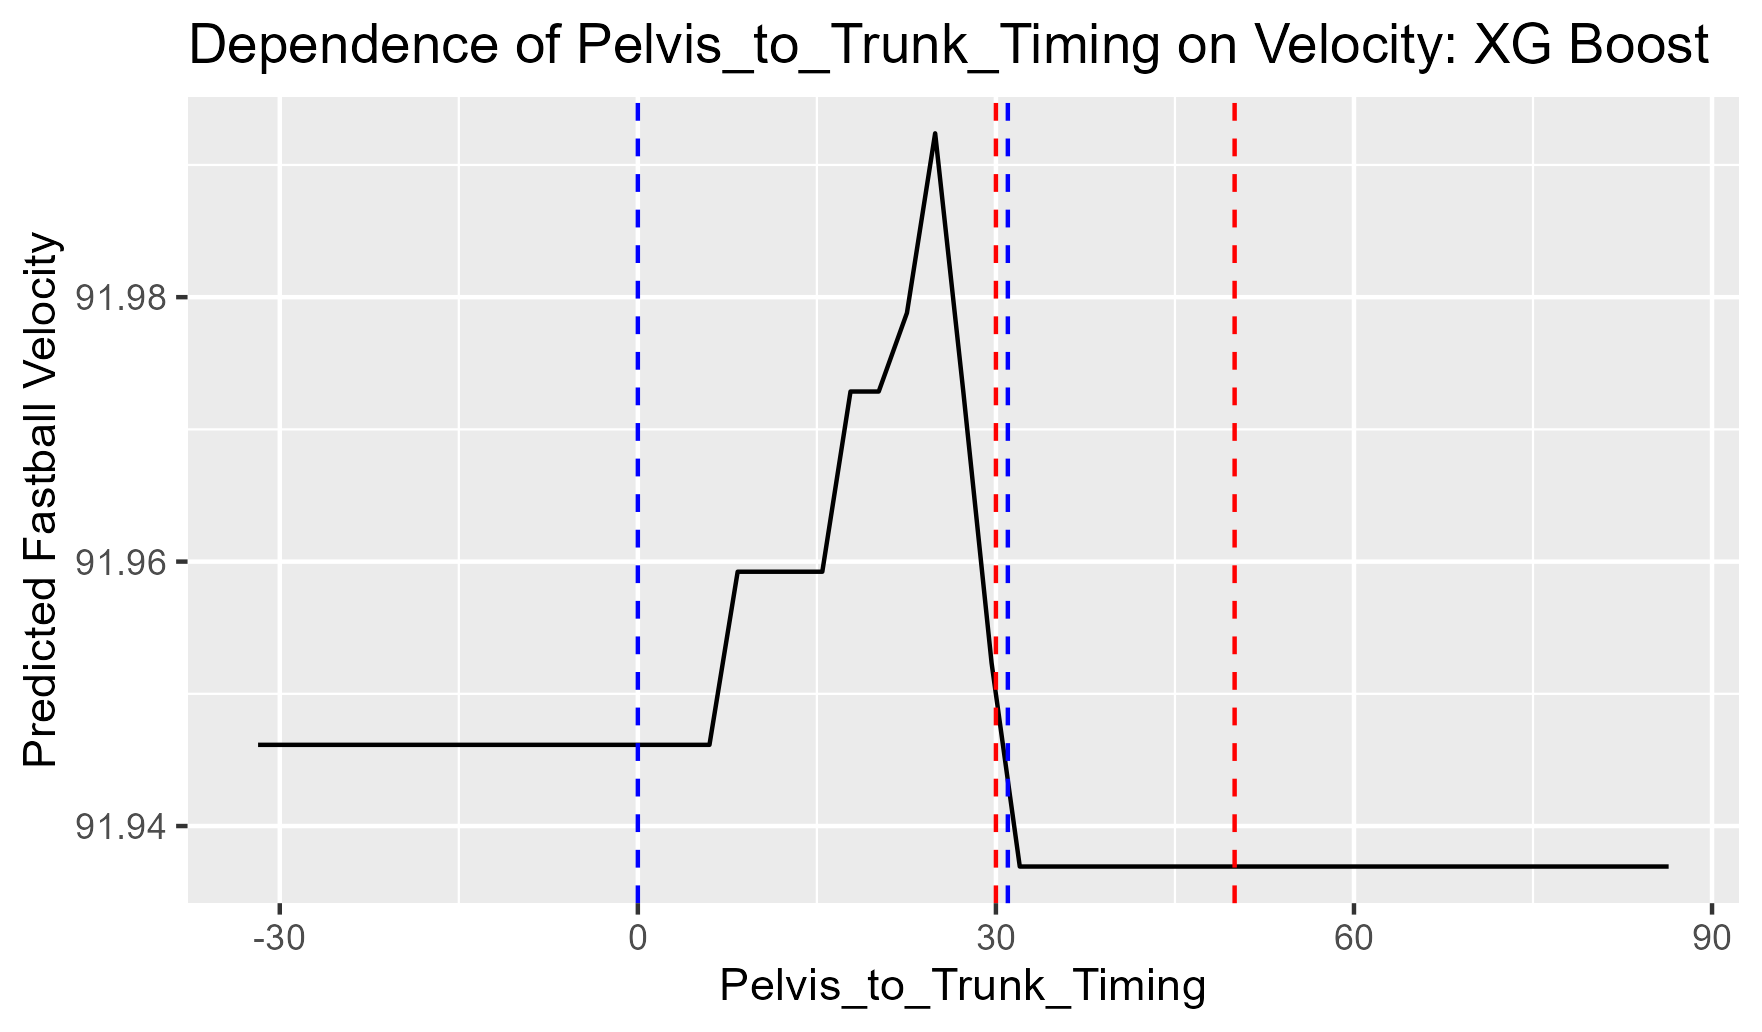 Dependence of Pelvis_to_Trunk_Timing on Velocity: XG Boost
Predicted Fastball Velocity
91.98
91.96
91.94
-30 0 30 60 90
Pelvis_to_Trunk_Timing